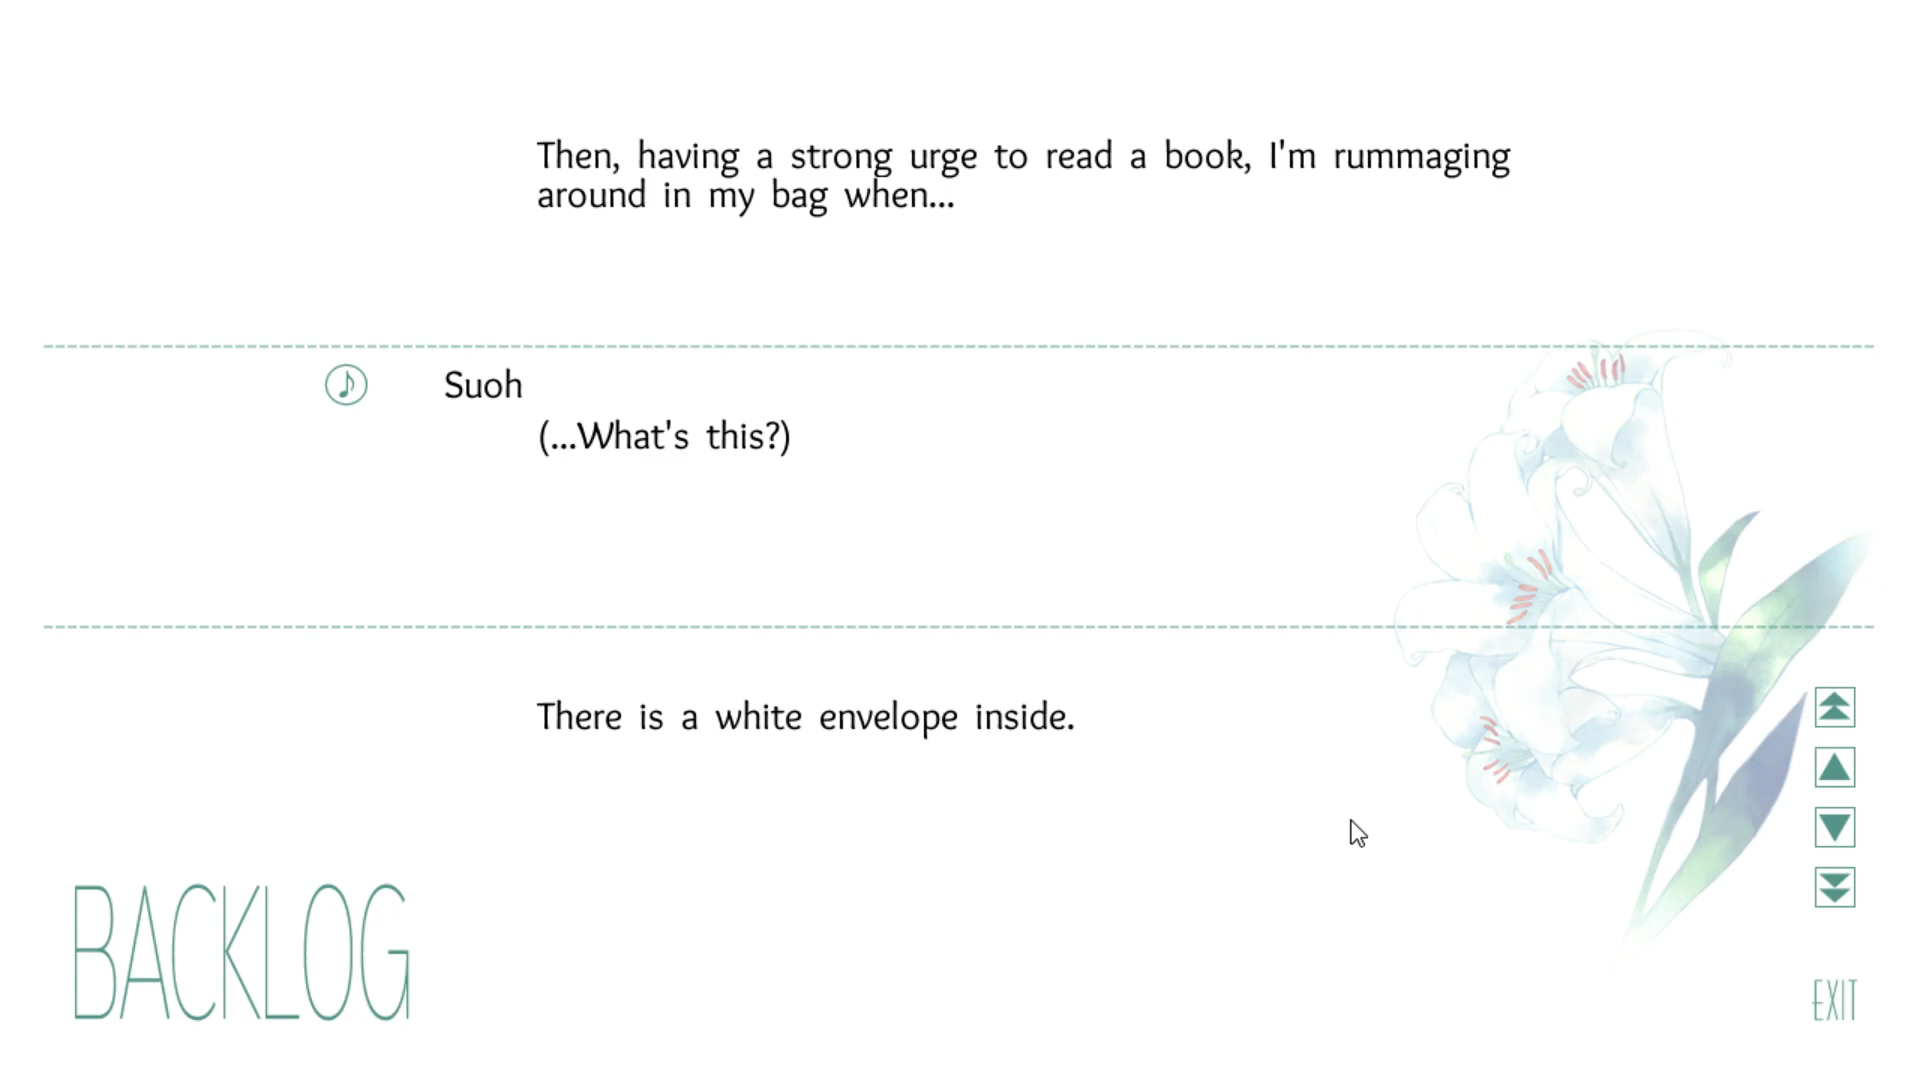 Then, having a strong urge to read a book, I'm rummaging
around in my bag when...
Suoh
(...What's this?)
There is a white envelope inside.
BACKLOG
EXIT